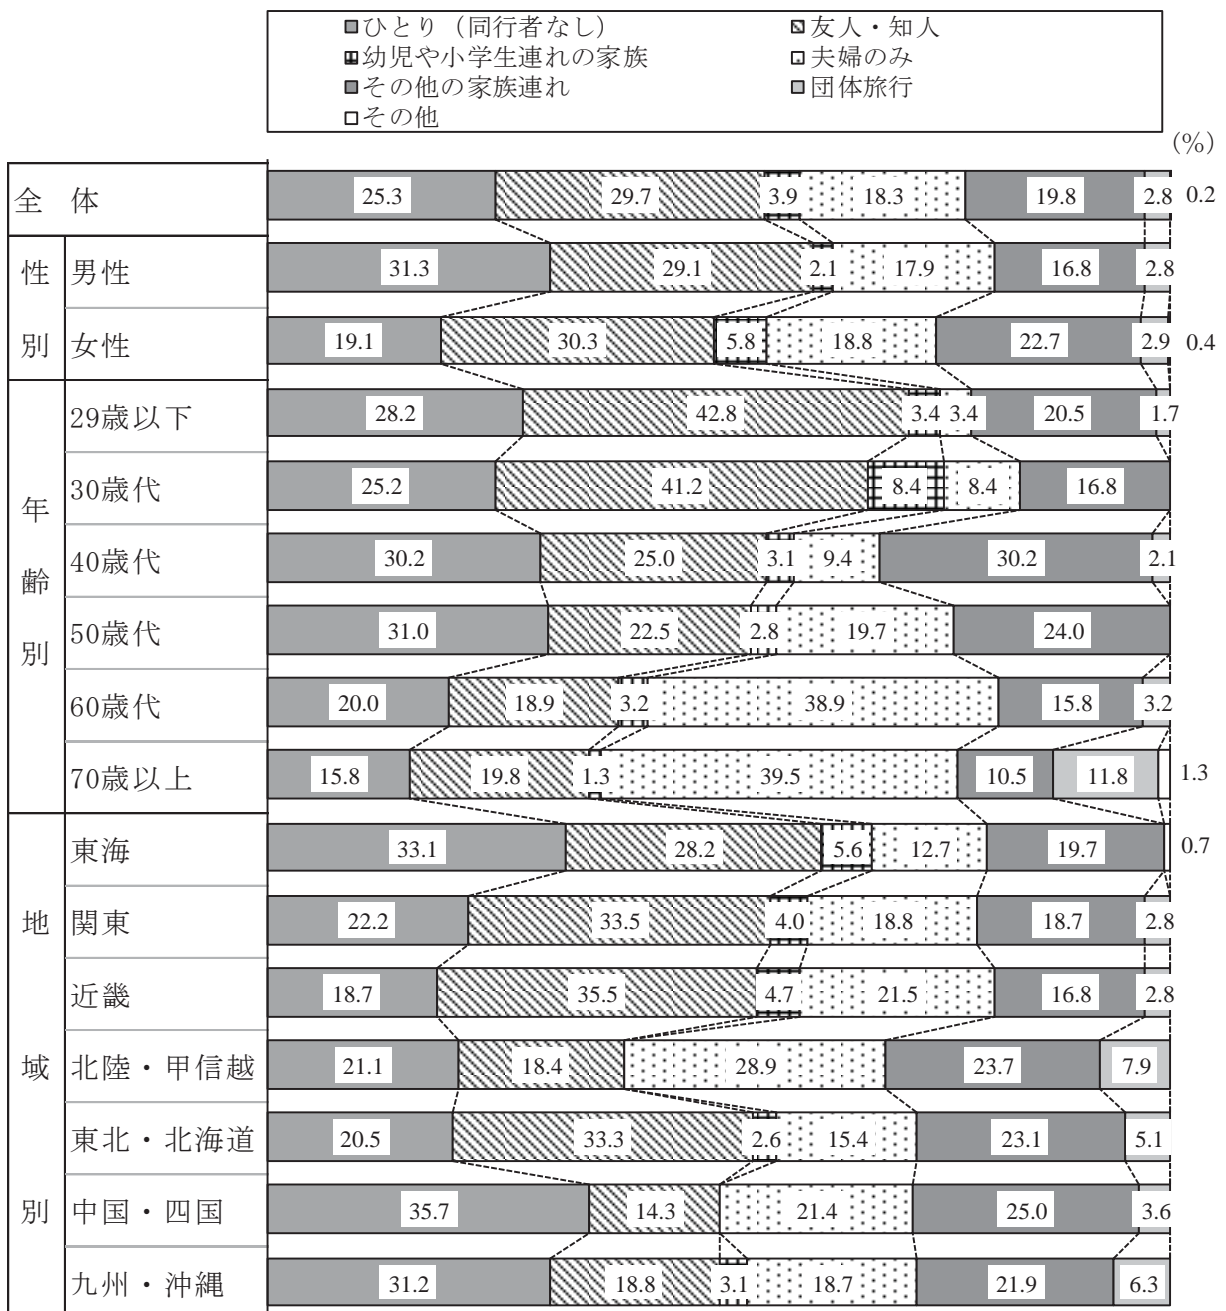 ひとり（同行者なし） 友人・知人
幼児や小学生連れの家族 夫婦のみ
その他の家族連れ 団体旅行
その他
(%)
全 体 25.3 29.7 3.9 18.3 19.8 2.8 0.2
性別
男性 31.3 29.1 2.1 17.9 16.8 2.8
女性 19.1 30.3 5.8 18.8 22.7 2.9 0.4
年齢別
29歳以下 28.2 42.8 3.4 3.4 20.5 1.7
30歳代 25.2 41.2 8.4 8.4 16.8
40歳代 30.2 25.0 3.1 9.4 30.2 2.1
50歳代 31.0 22.5 2.8 19.7 24.0
60歳代 20.0 18.9 3.2 38.9 15.8 3.2
70歳以上 15.8 19.8 1.3 39.5 10.5 11.8 1.3
地域別
東海 33.1 28.2 5.6 12.7 19.7 0.7
関東 22.2 33.5 4.0 18.8 18.7 2.8
近畿 18.7 35.5 4.7 21.5 16.8 2.8
北陸・甲信越 21.1 18.4 28.9 23.7 7.9
東北・北海道 20.5 33.3 2.6 15.4 23.1 5.1
中国・四国 35.7 14.3 21.4 25.0 3.6
九州・沖縄 31.2 18.8 3.1 18.7 21.9 6.3